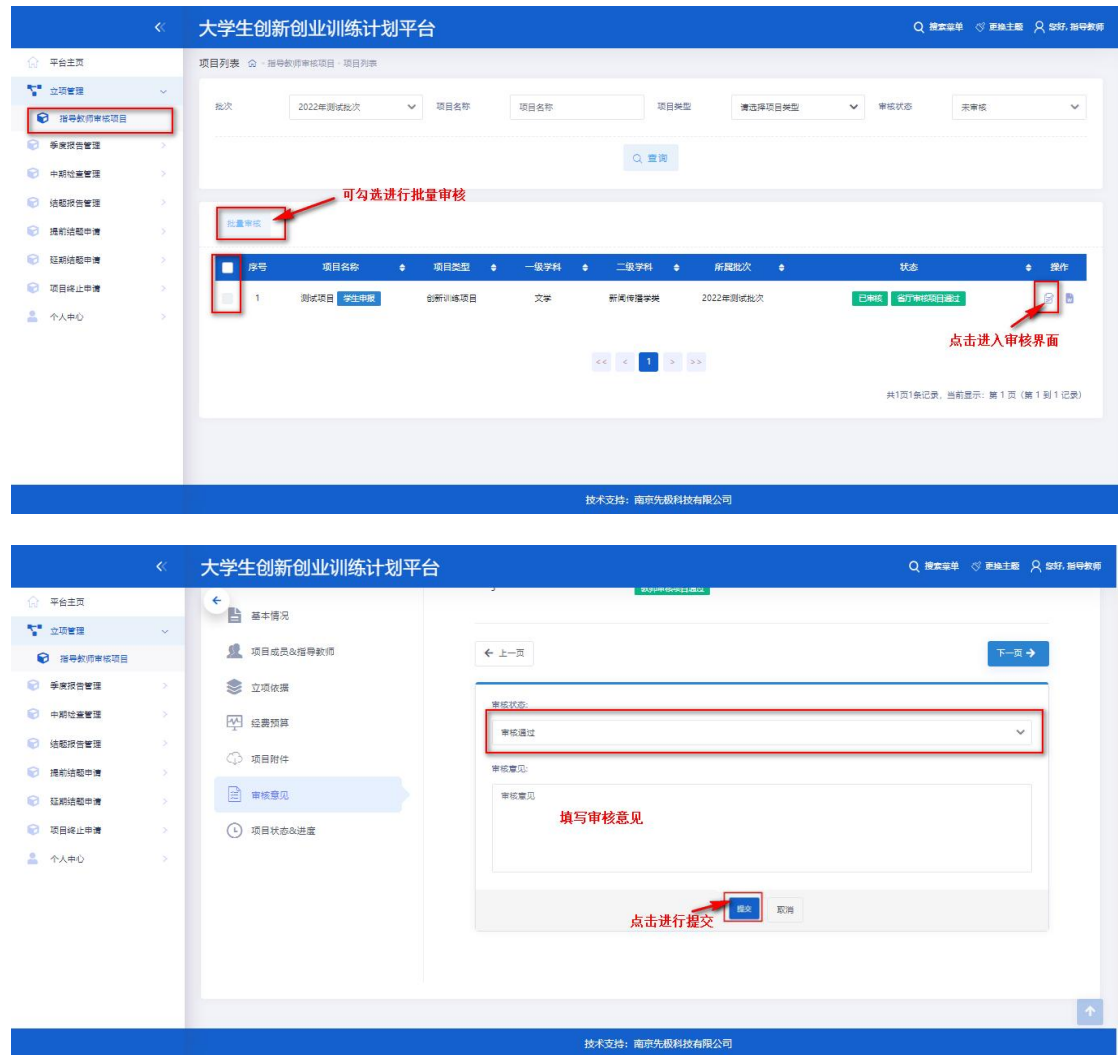 大学生创新创业训练计划平台
搜索菜单 更换主题 您好, 指导教师
平台主页
立项管理
指导教师审核项目
季度报告管理
中期检查管理
结题报告管理
提前结题申请
延期结题申请
项目终止申请
个人中心
项目列表 - 指导教师审核项目 - 项目列表
批次 2022年测试批次 项目名称 项目名称 项目类型 请选择项目类型 审核状态 未审核
查询
可勾选进行批量审核
批量审核
序号 项目名称 项目类型 一级学科 二级学科 所属批次 状态 操作
1 测试项目 学生申报 创新训练项目 文学 新闻传播学类 2022年测试批次 已审核 省厅审核项目通过
点击进入审核界面
<< < 1 > >>
共1页1条记录, 当前显示: 第 1 页 (第 1 到 1 记录)
技术支持: 南京先极科技有限公司
大学生创新创业训练计划平台
搜索菜单 更换主题 您好, 指导教师
平台主页
立项管理
指导教师审核项目
季度报告管理
中期检查管理
结题报告管理
提前结题申请
延期结题申请
项目终止申请
个人中心
基本情况
项目成员&指导教师
立项依据
经费预算
项目附件
审核意见
项目状态&进度
教师审核项目通过
上一页
下一页
审核状态:
审核通过
审核意见:
审核意见
填写审核意见
提交 取消
点击进行提交
技术支持: 南京先极科技有限公司